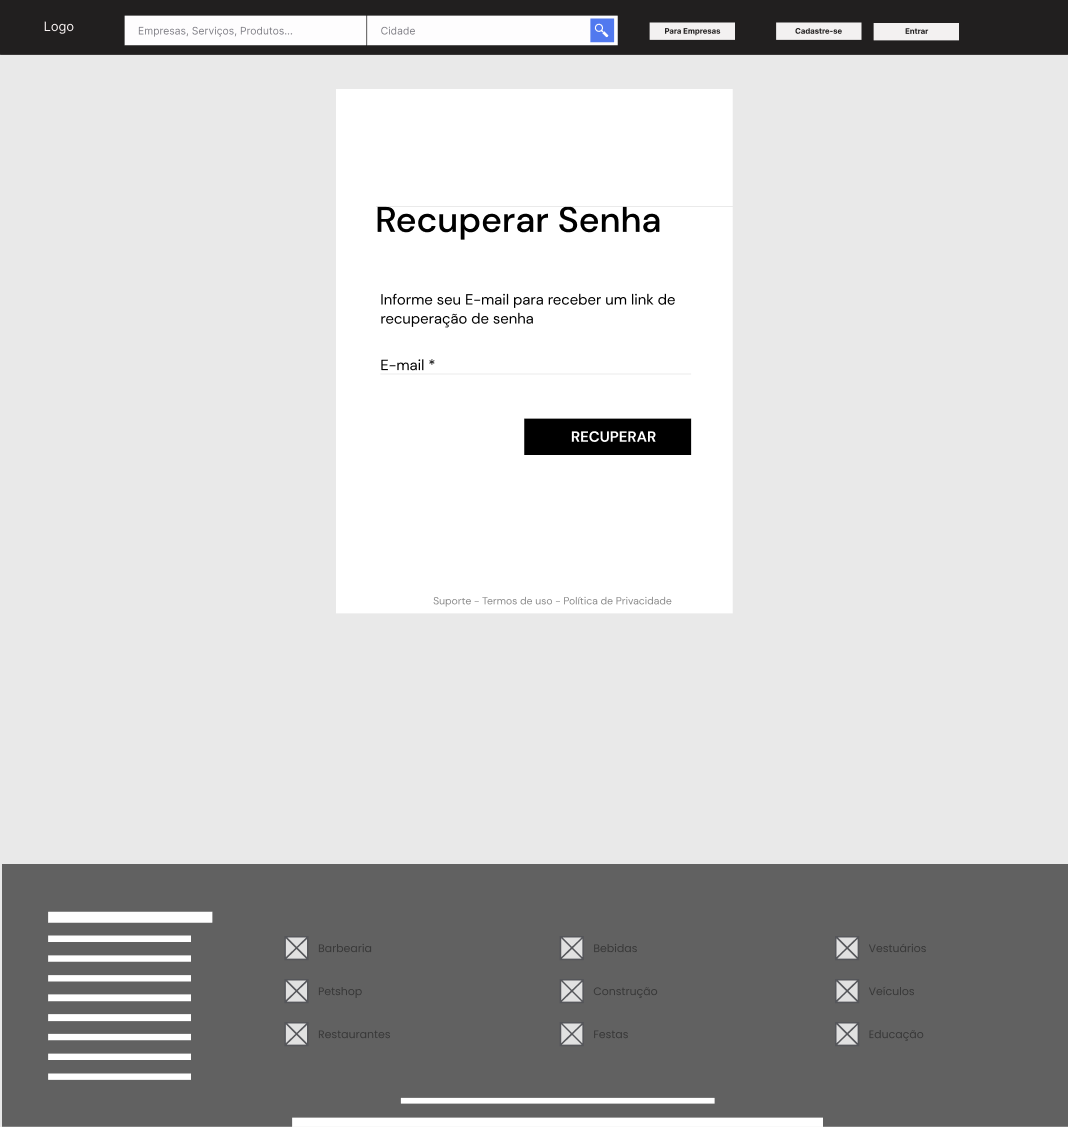 Logo
Empresas, Serviços, Produtos...
Cidade
Para Empresas
Cadastre-se
Entrar
Recuperar Senha
Informe seu E-mail para receber um link de
recuperação de senha
E-mail *
RECUPERAR
Suporte - Termos de uso - Política de Privacidade
Barbearia
Bebidas
Vestuários
Petshop
Construção
Veículos
Restaurantes
Festas
Educação